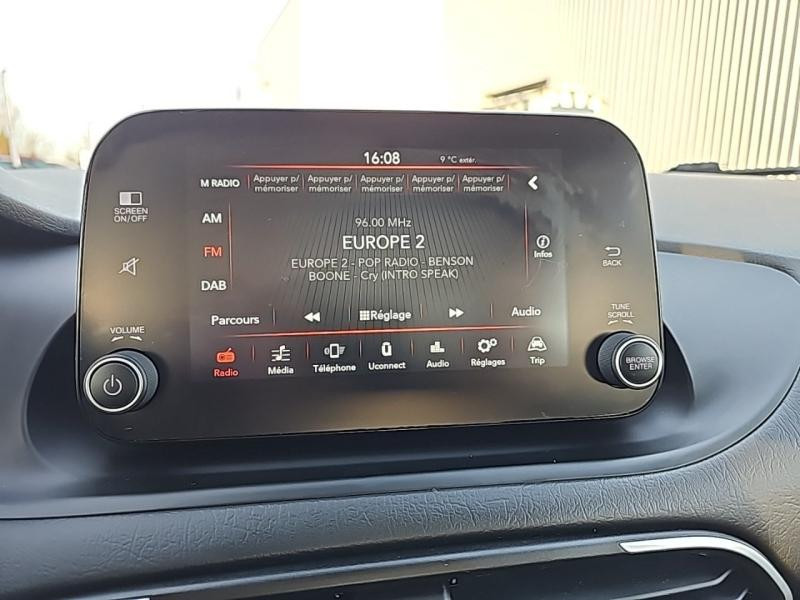 16:08 9 °C extér.
M RADIO Appuyer p/ Appuyer p/ Appuyer p/ Appuyer p/ Appuyer p/
mémoriser mémoriser mémoriser mémoriser mémoriser
SCREEN
ON/OFF
AM
FM
DAB
96.00 MHz
EUROPE 2
EUROPE 2 - POP RADIO - BENSON
BOONE - Cry (INTRO SPEAK)
Infos
BACK
Parcours Réglage Audio
VOLUME
TUNE
SCROLL
BROWSE
ENTER
Radio Média Téléphone Uconnect Audio Réglages Trip